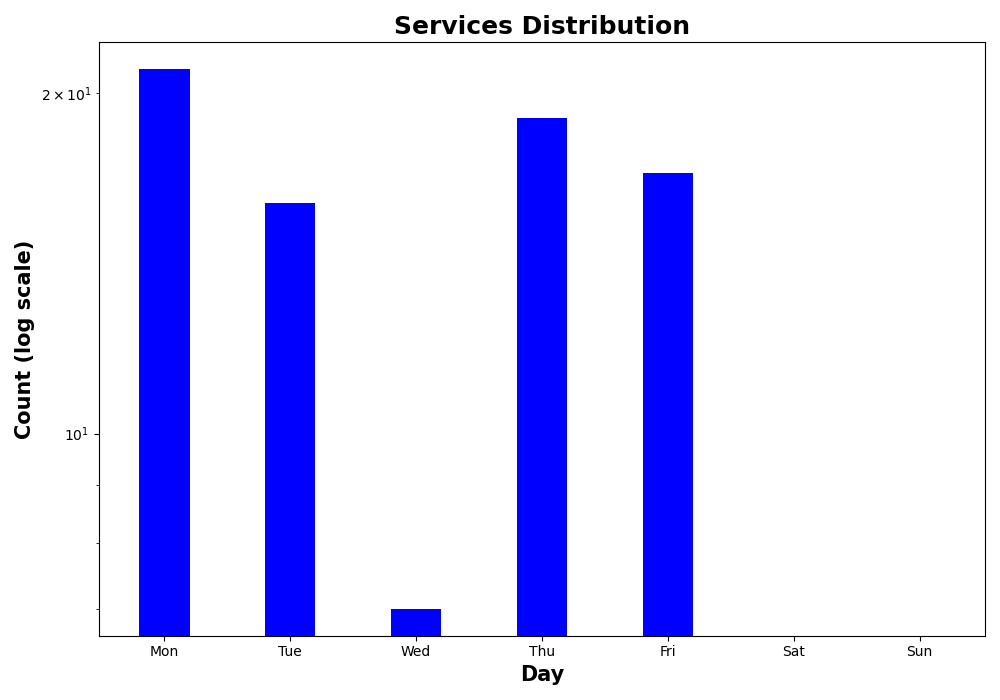 Services Distribution
Count (log scale)
2 × 10¹
10¹
Mon Tue Wed Thu Fri Sat Sun
Day